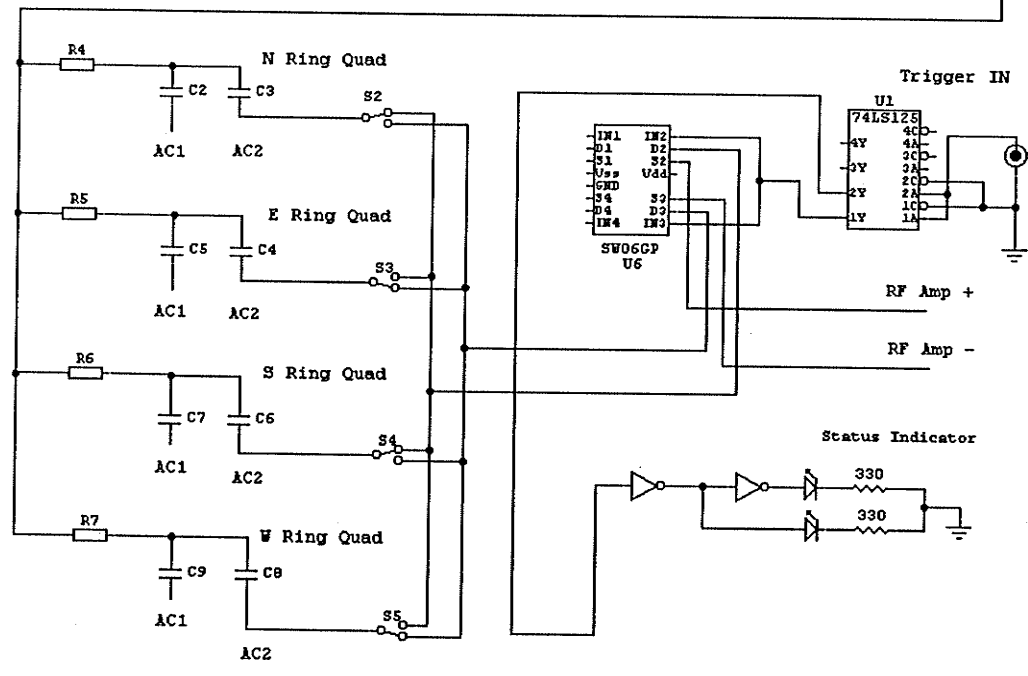 R4
N Ring Quad
C2
C3
S2
AC1
AC2
R5
E Ring Quad
C5
C4
S3
AC1
AC2
R6
S Ring Quad
C7
C6
S4
AC1
AC2
R7
W Ring Quad
C9
C8
S5
AC1
AC2
IN1 IN2
D1 D2
S1 S2
Vss Vdd
GND
S4 S3
D4 D3
IN4 IN3
SW06GP
U6
Trigger IN
U1
74LS125
4C
4Y 4A
3C
3Y 3A
2C
2Y 2A
1C
1Y 1A
RF Amp +
RF Amp -
Status Indicator
330
330